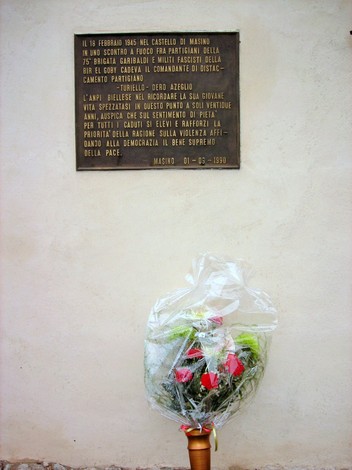 IL 18 FEBBRAIO 1945 NEL CASTELLO DI MASINO
IN UNO SCONTRO A FUOCO FRA PARTIGIANI DELLA
75ª BRIGATA GARIBALDI E MILITI FASCISTI DELLA
DIR EL GOBY CADEVA IL COMANDANTE DI DISTAC-
CAMENTO PARTIGIANO
-TURIELLO- DERO AZEGLIO
L'ANPI BIELLESE NEL RICORDARE LA SUA GIOVANE
VITA SPEZZATASI IN QUESTO PUNTO A SOLI VENTIDUE
ANNI, AUSPICA CHE SUL SENTIMENTO DI PIETA'
PER TUTTI I CADUTI SI ELEVI E RAFFORZI LA
PRIORITA' DELLA RAGIONE SULLA VIOLENZA AFFI-
DANDO ALLA DEMOCRAZIA IL BENE SUPREMO
DELLA PACE.
MASINO 01-05-1990